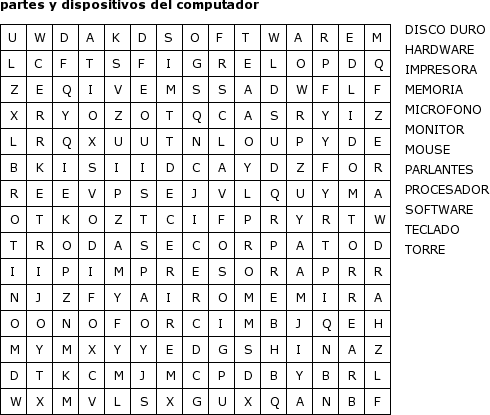 partes y dispositivos del computador
U W D A K D S O F T W A R E M
L C F T S F I G R E L O P D Q
Z E Q I V E M S S A D W F L F
X R Y O Z O T Q C A S R Y I Z
L R Q X U U T N L O U P Y D E
B K I S I I D C A Y D Z F O R
R E E V P S E J V L Q U Y M A
O T K O Z T C I F P R Y R T W
T R O D A S E C O R P A T O D
I I P I M P R E S O R A P R R
N J Z F Y A I R O M E M I R A
O O N O F O R C I M B J Q E H
M Y M X Y Y E D G S H I N A Z
D T K C M J M C P D B Y B R L
W X M V L S X G U X Q A N B F
DISCO DURO
HARDWARE
IMPRESORA
MEMORIA
MICROFONO
MONITOR
MOUSE
PARLANTES
PROCESADOR
SOFTWARE
TECLADO
TORRE